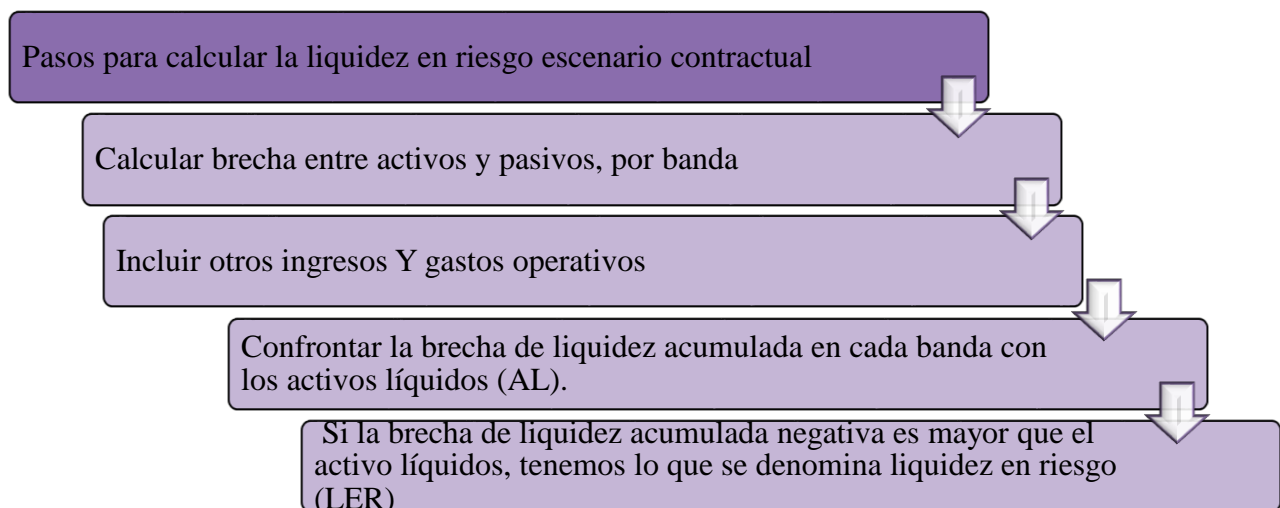 Pasos para calcular la liquidez en riesgo escenario contractual
Calcular brecha entre activos y pasivos, por banda
Incluir otros ingresos Y gastos operativos
Confrontar la brecha de liquidez acumulada en cada banda con
los activos líquidos (AL).
Si la brecha de liquidez acumulada negativa es mayor que el
activo líquidos, tenemos lo que se denomina liquidez en riesgo
(LER)